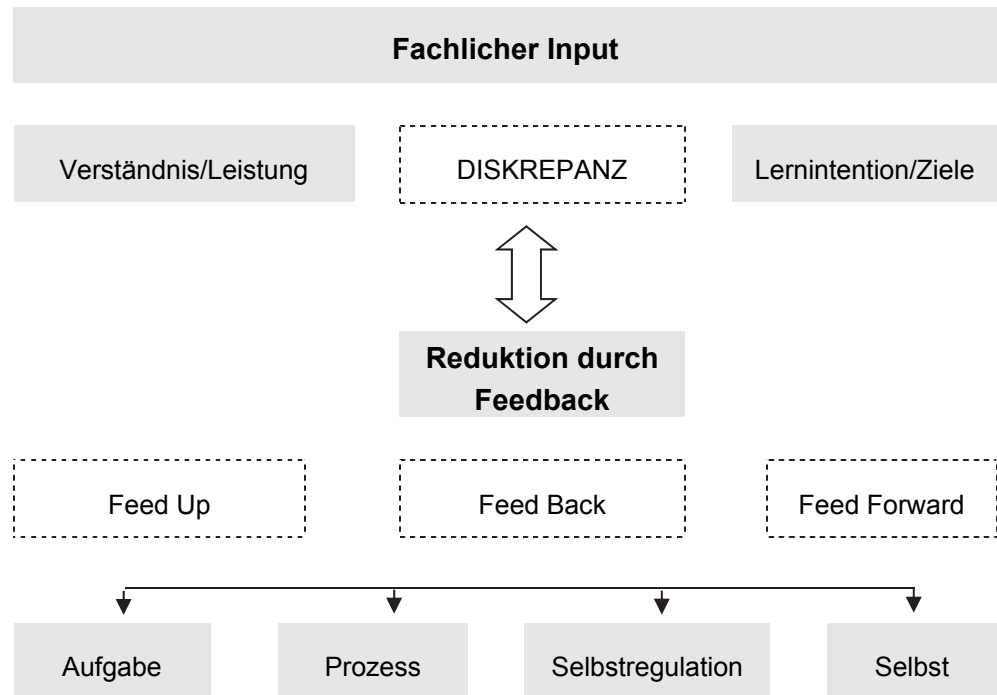 Fachlicher Input
Verständnis/Leistung
DISKREPANZ
Lernintention/Ziele
Reduktion durch
Feedback
Feed Up
Feed Back
Feed Forward
Aufgabe
Prozess
Selbstregulation
Selbst